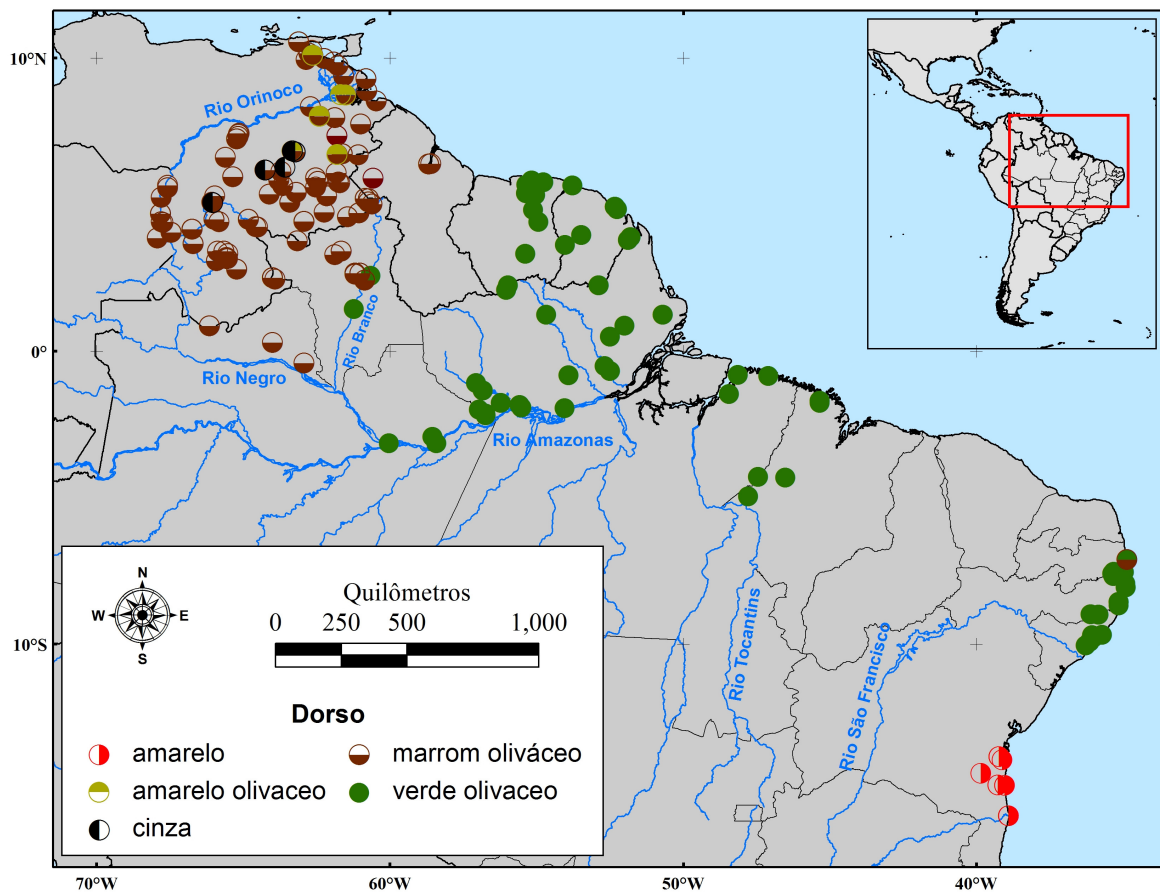 10°N
0°
10°S
Rio Orinoco
Rio Branco
Rio Negro
Rio Amazonas
Rio Tocantins
Rio São Francisco
N
W
E
S
Quilômetros
0 250 500 1,000
Dorso
amarelo
marrom oliváceo
amarelo olivaceo
verde olivaceo
cinza
70°W
60°W
50°W
40°W